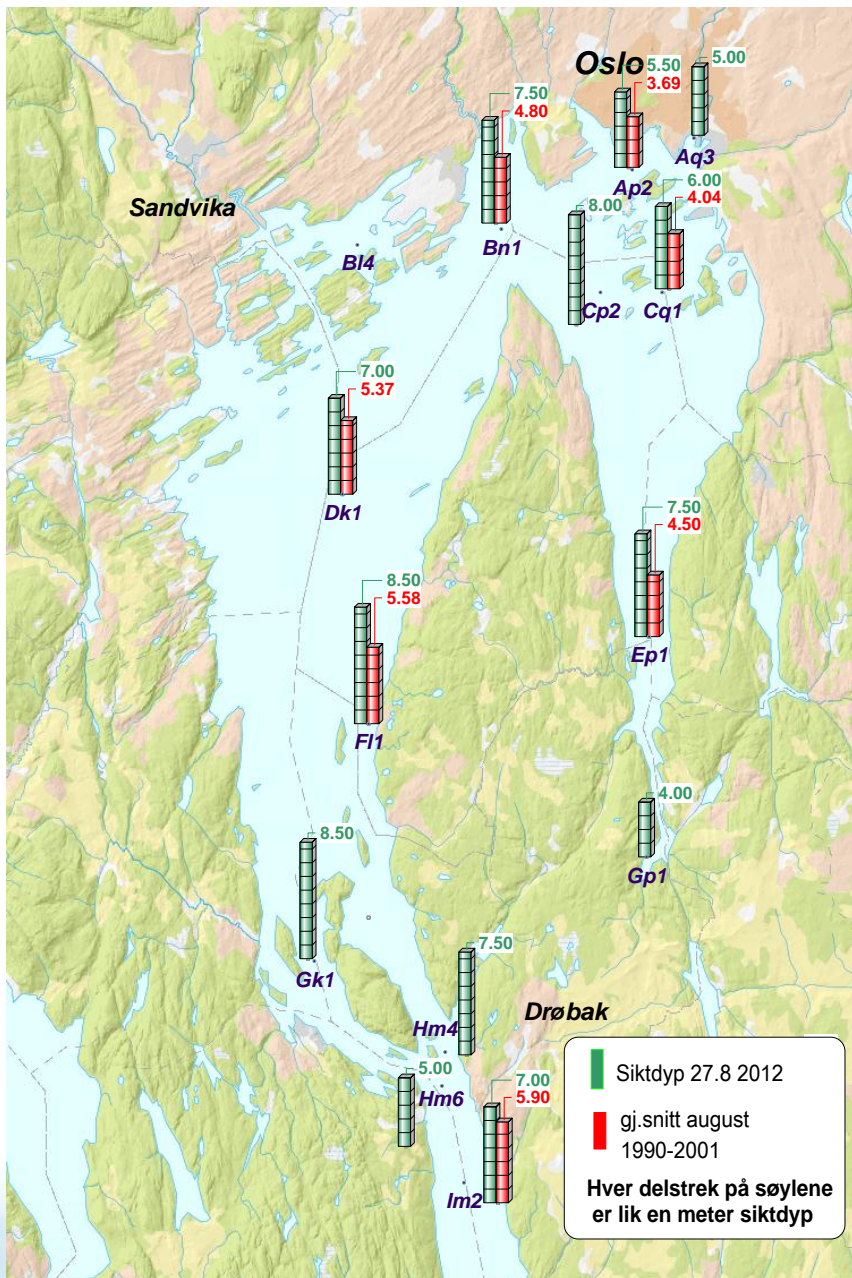 Oslo
5.50
3.69
5.00
7.50
4.80
Aq3
Ap2
6.00
4.04
Sandvika
8.00
Bn1
Bl4
Cp2
Cq1
7.00
5.37
Dk1
7.50
4.50
8.50
5.58
Ep1
Fl1
4.00
8.50
Gp1
7.50
Gk1
Drøbak
Hm4
5.00
Hm6
7.00
5.90
Im2
Siktdyp 27.8 2012
gj.snitt august
1990-2001
Hver delstrek på søylene
er lik en meter siktdyp